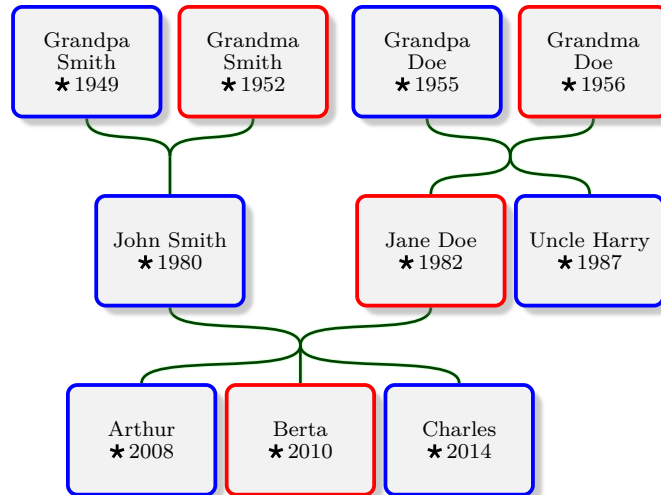 Grandpa
Smith
★1949
Grandma
Smith
★1952
Grandpa
Doe
★1955
Grandma
Doe
★1956
John Smith
★1980
Jane Doe
★1982
Uncle Harry
★1987
Arthur
★2008
Berta
★2010
Charles
★2014